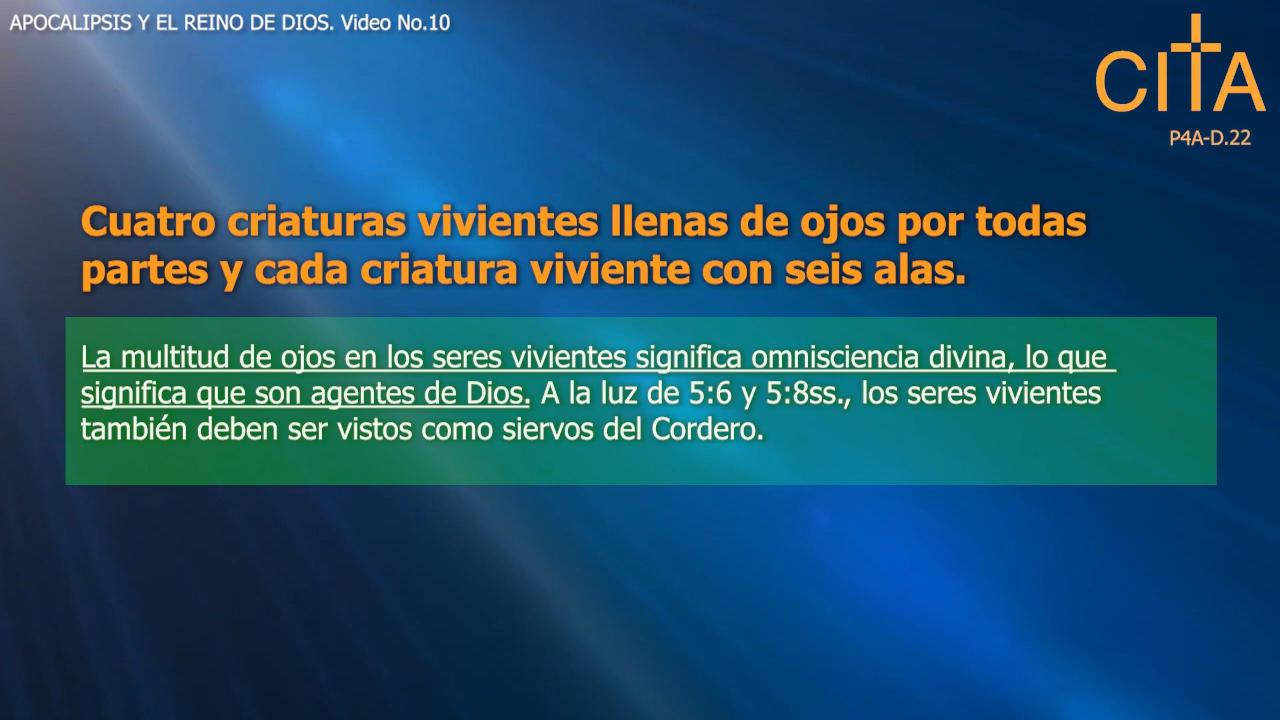 APOCALIPSIS Y EL REINO DE DIOS. Video No.10
CITA
P4A-D.22
Cuatro criaturas vivientes llenas de ojos por todas
partes y cada criatura viviente con seis alas.
La multitud de ojos en los seres vivientes significa omnisciencia divina, lo que
significa que son agentes de Dios. A la luz de 5:6 y 5:8ss., los seres vivientes
también deben ser vistos como siervos del Cordero.